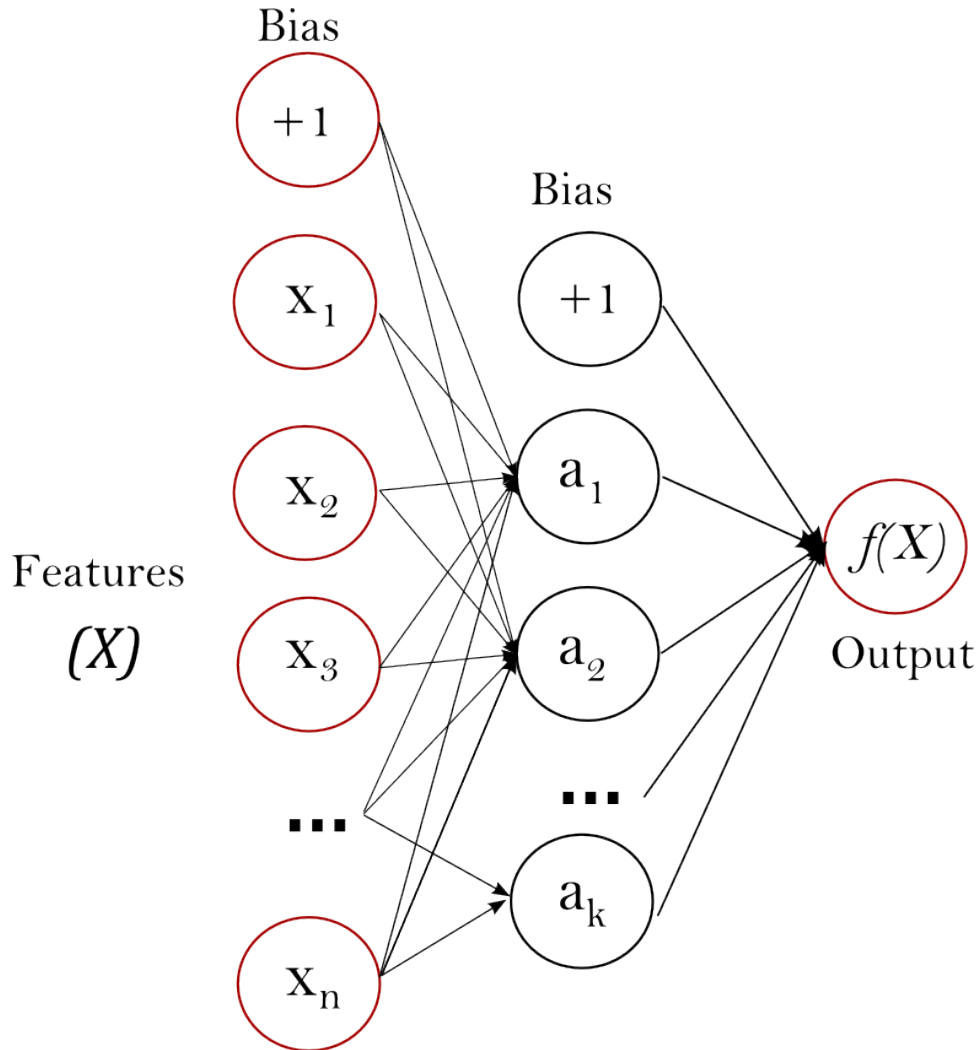 Bias
+1
x₁
x₂
Features
(X)
x₃
...
xₙ
Bias
+1
a₁
a₂
...
aₖ
f(X)
Output